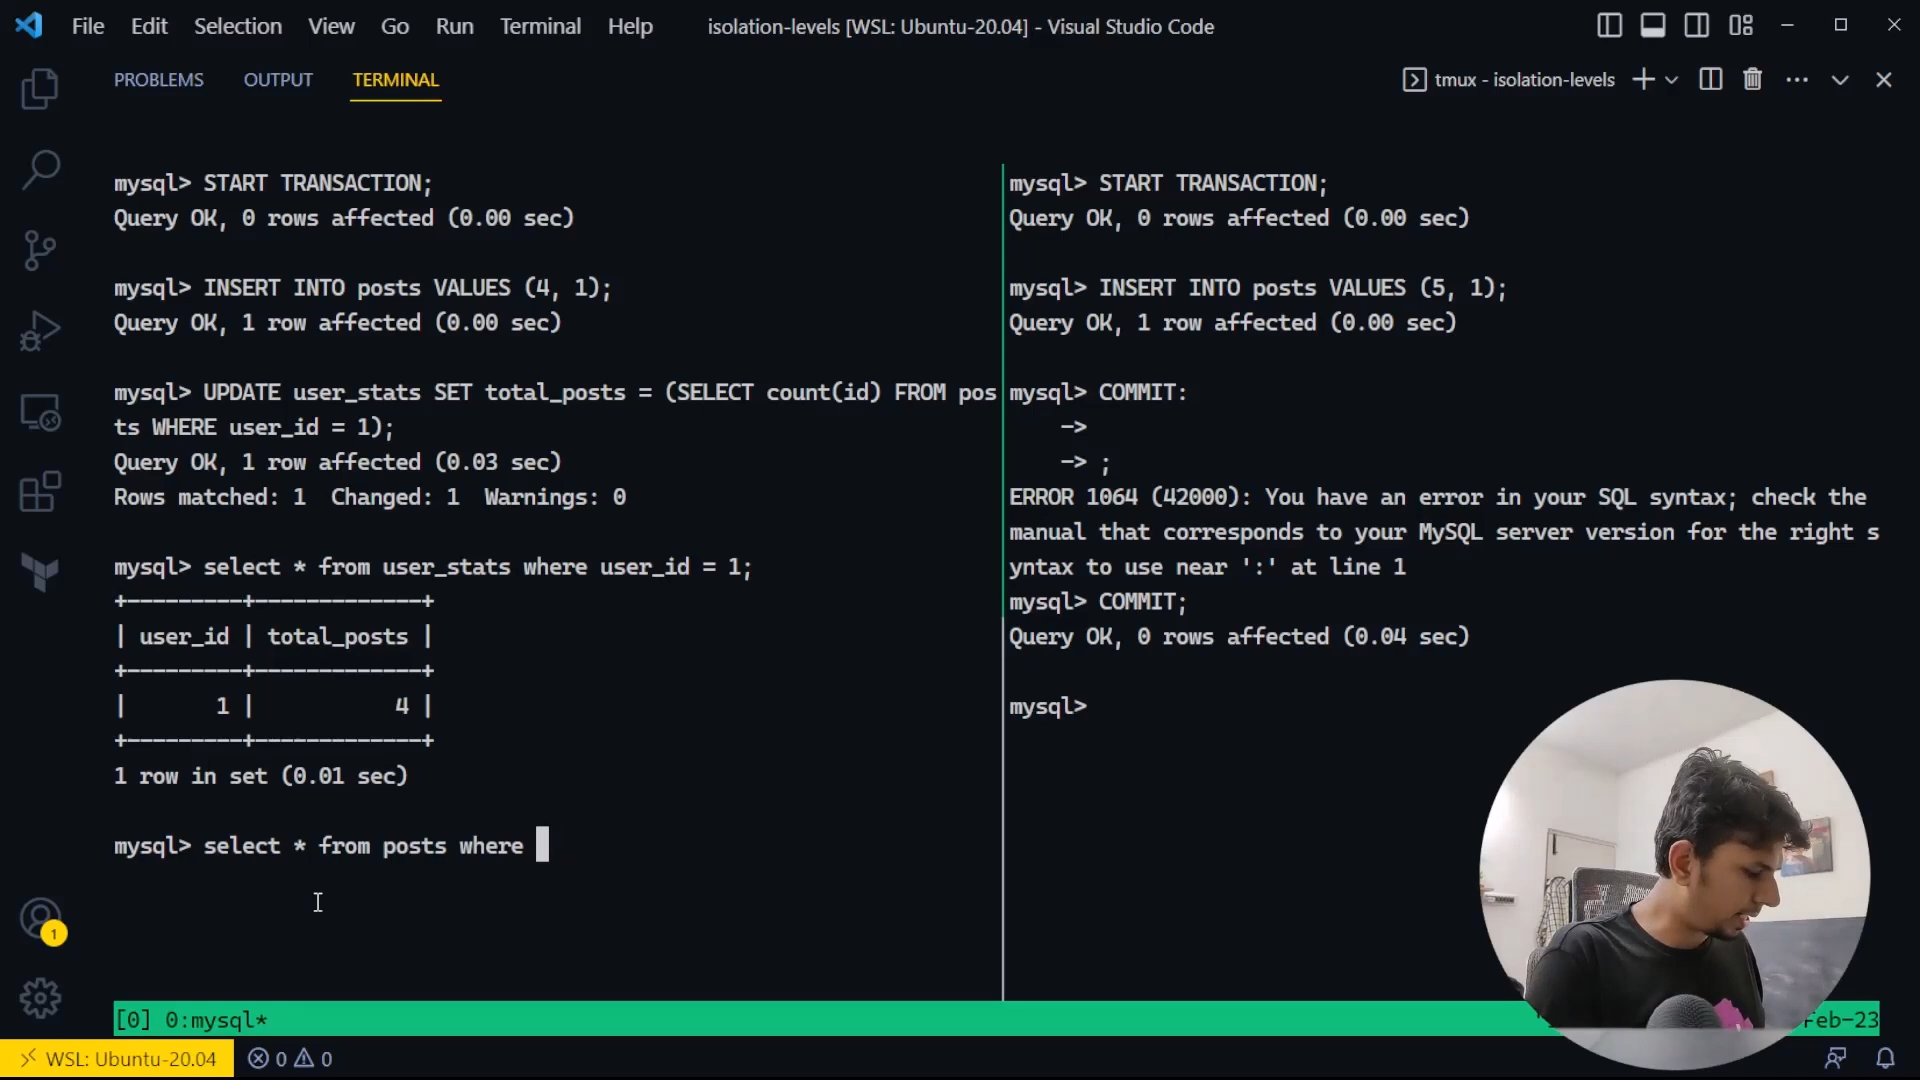 File Edit Selection View Go Run Terminal Help
isolation-levels [WSL: Ubuntu-20.04] - Visual Studio Code
PROBLEMS OUTPUT TERMINAL
tmux - isolation-levels
mysql> START TRANSACTION;
Query OK, 0 rows affected (0.00 sec)
mysql> INSERT INTO posts VALUES (4, 1);
Query OK, 1 row affected (0.00 sec)
mysql> UPDATE user_stats SET total_posts = (SELECT count(id) FROM pos
ts WHERE user_id = 1);
Query OK, 1 row affected (0.03 sec)
Rows matched: 1  Changed: 1  Warnings: 0
mysql> select * from user_stats where user_id = 1;
+---------+-------------+
| user_id | total_posts |
+---------+-------------+
|       1 |           4 |
+---------+-------------+
1 row in set (0.01 sec)
mysql> select * from posts where
mysql> START TRANSACTION;
Query OK, 0 rows affected (0.00 sec)
mysql> INSERT INTO posts VALUES (5, 1);
Query OK, 1 row affected (0.00 sec)
mysql> COMMIT:
    ->
    -> ;
ERROR 1064 (42000): You have an error in your SQL syntax; check the
manual that corresponds to your MySQL server version for the right s
yntax to use near ':' at line 1
mysql> COMMIT;
Query OK, 0 rows affected (0.04 sec)
mysql>
1
[0] 0:mysql*
Feb-23
WSL: Ubuntu-20.04
0 0